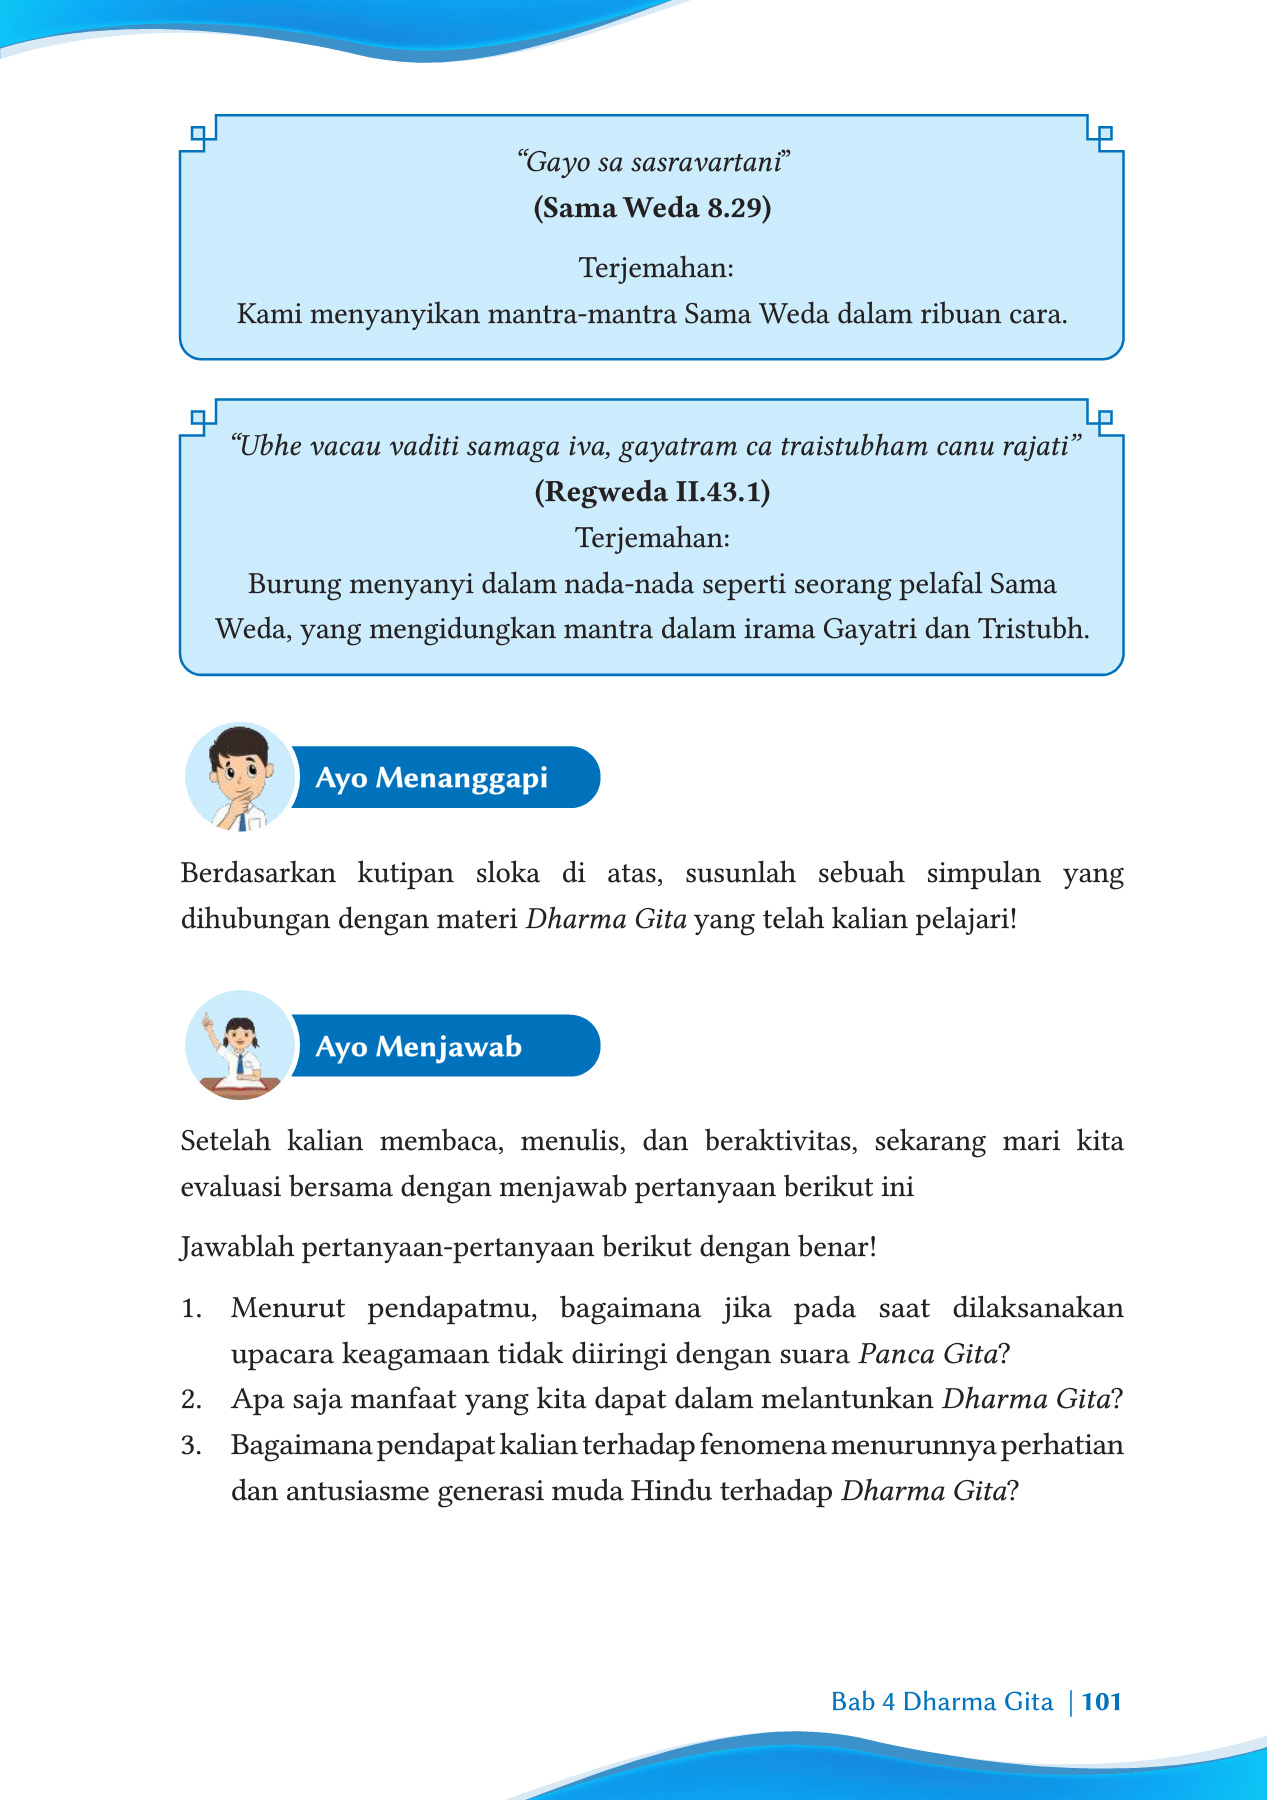 “Gayo sa sasravartani”
(Sama Weda 8.29)
Terjemahan:
Kami menyanyikan mantra-mantra Sama Weda dalam ribuan cara.
“Ubhe vacau vaditi samaga iva, gayatram ca traistubham canu rajati”
(Regweda II.43.1)
Terjemahan:
Burung menyanyi dalam nada-nada seperti seorang pelafal Sama
Weda, yang mengidungkan mantra dalam irama Gayatri dan Tristubh.
Ayo Menanggapi
Berdasarkan kutipan sloka di atas, susunlah sebuah simpulan yang
dihubungan dengan materi Dharma Gita yang telah kalian pelajari!
Ayo Menjawab
Setelah kalian membaca, menulis, dan beraktivitas, sekarang mari kita
evaluasi bersama dengan menjawab pertanyaan berikut ini
Jawablah pertanyaan-pertanyaan berikut dengan benar!
1. Menurut pendapatmu, bagaimana jika pada saat dilaksanakan
upacara keagamaan tidak diiringi dengan suara Panca Gita?
2. Apa saja manfaat yang kita dapat dalam melantunkan Dharma Gita?
3. Bagaimana pendapat kalian terhadap fenomena menurunnya perhatian
dan antusiasme generasi muda Hindu terhadap Dharma Gita?
Bab 4 Dharma Gita | 101